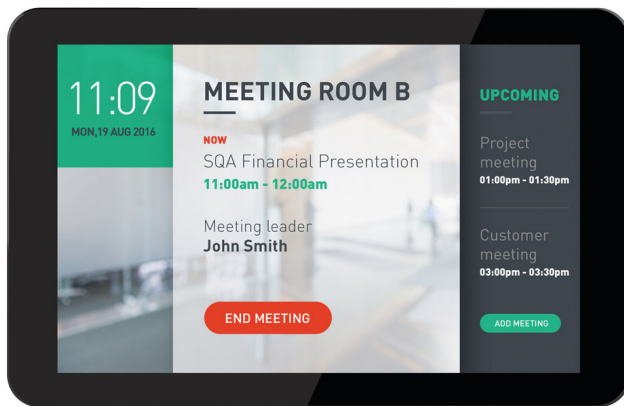 11:09
MON,19 AUG 2016
MEETING ROOM B
NOW
SQA Financial Presentation
11:00am - 12:00am
Meeting leader
John Smith
END MEETING
UPCOMING
Project
meeting
01:00pm - 01:30pm
Customer
meeting
03:00pm - 03:30pm
ADD MEETING